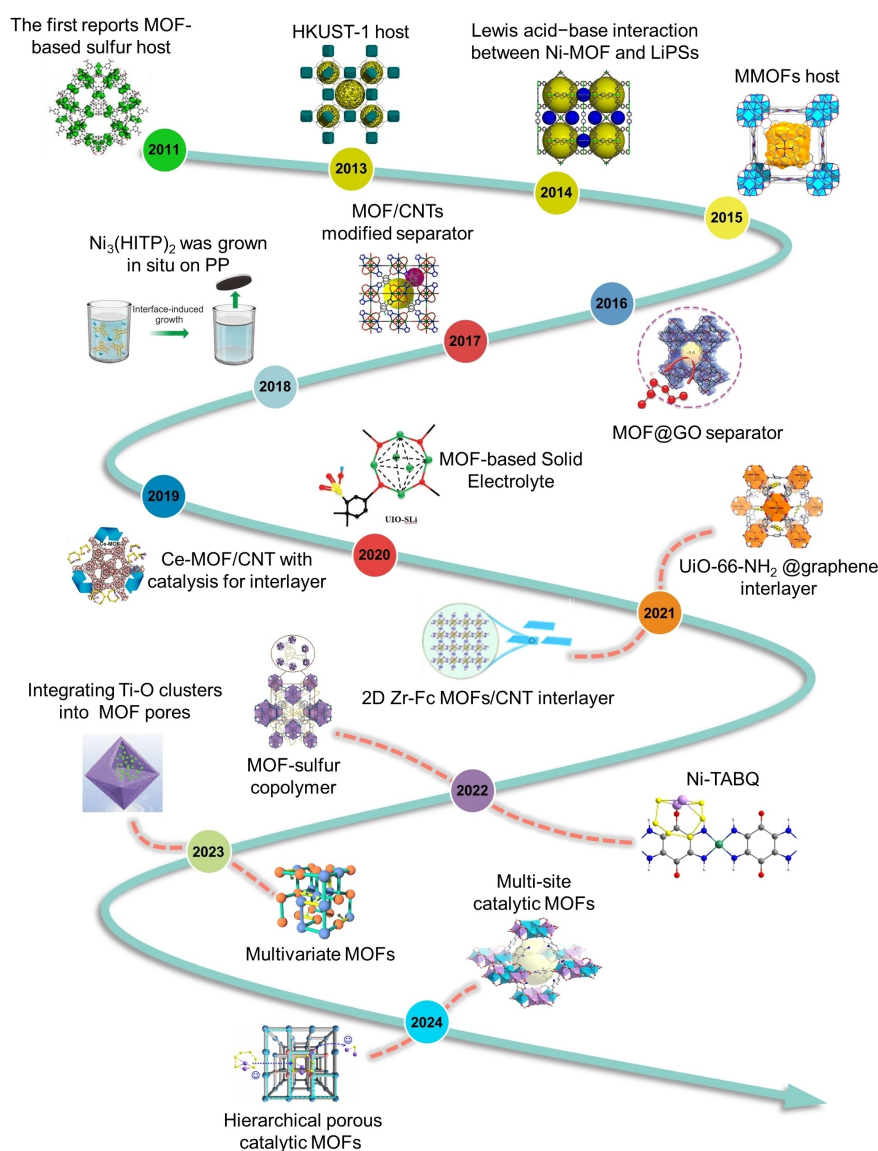 The first reports MOF-
based sulfur host
2011
HKUST-1 host
2013
Lewis acid−base interaction
between Ni-MOF and LiPSs
2014
MMOFs host
2015
2016
MOF@GO separator
MOF/CNTs
modified separator
2017
Ni3(HITP)2 was grown
in situ on PP
Interface-induced
growth
2018
2019
Ce-MOF
Ce-MOF/CNT with
catalysis for interlayer
MOF-based Solid
Electrolyte
UIO-SLi
2020
UiO-66-NH2 @graphene
interlayer
2021
2D Zr-Fc MOFs/CNT interlayer
MOF-sulfur
copolymer
2022
Ni-TABQ
Integrating Ti-O clusters
into MOF pores
2023
Multivariate MOFs
Multi-site
catalytic MOFs
2024
Hierarchical porous
catalytic MOFs